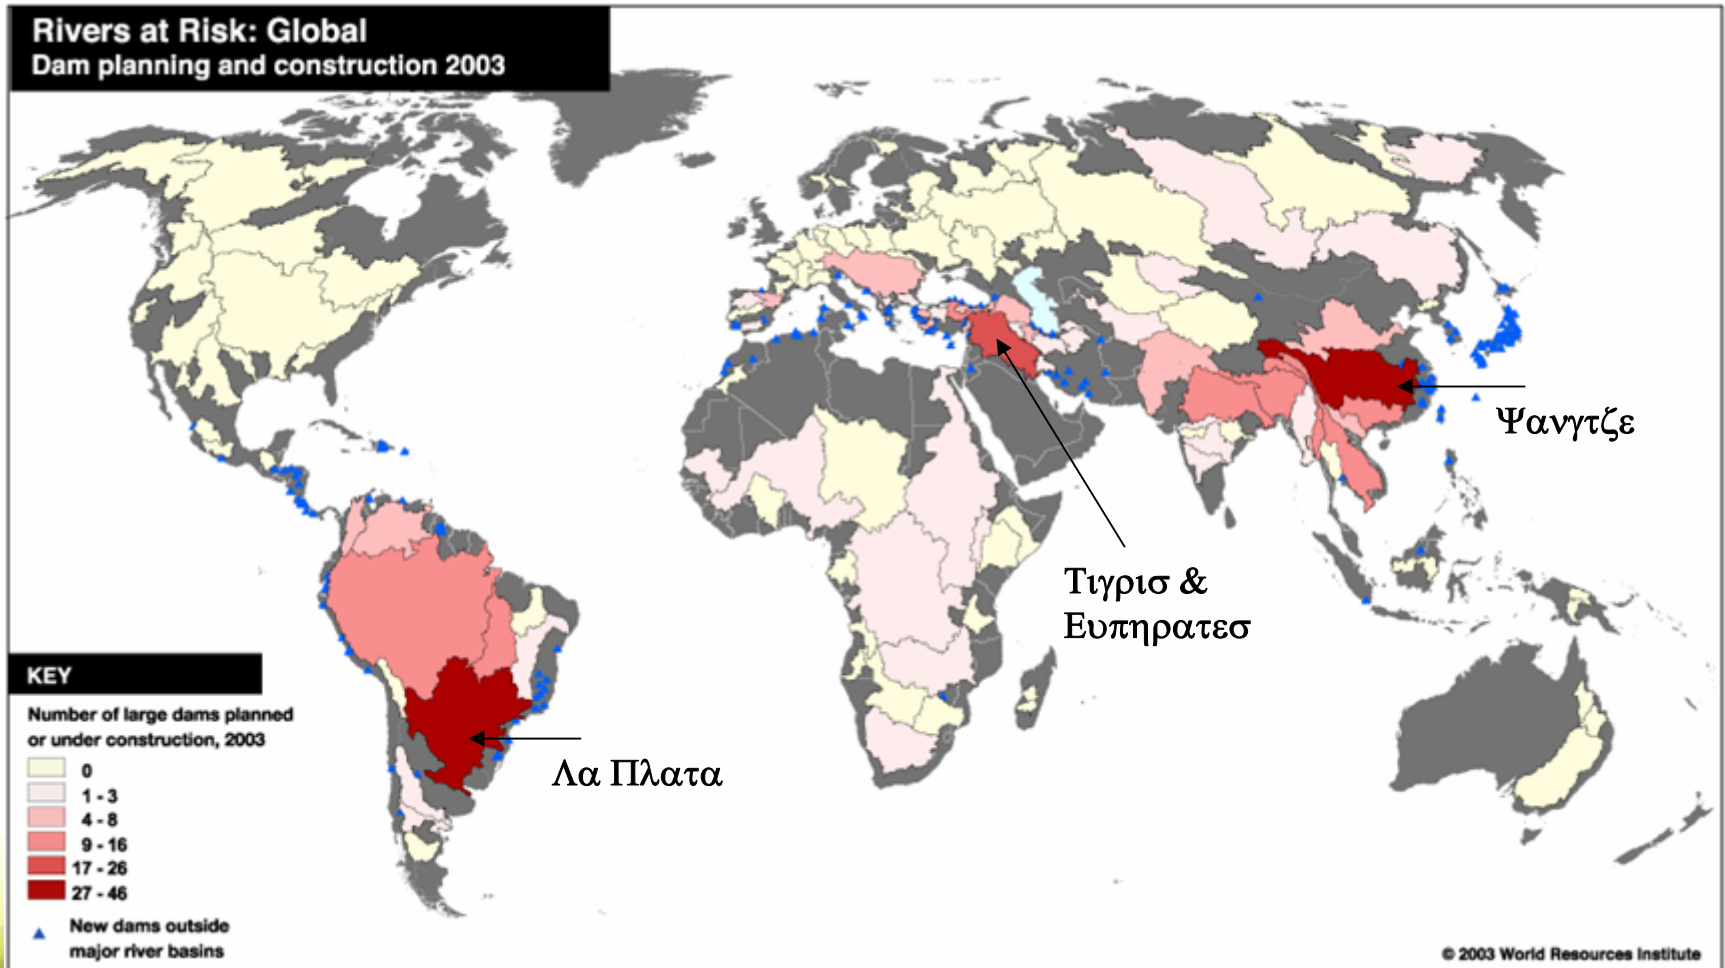 Rivers at Risk: Global
Dam planning and construction 2003
Ψανγτζε
Τιγρισ &
Ευπηρατεσ
Λα Πλατα
KEY
Number of large dams planned
or under construction, 2003
0
1 - 3
4 - 8
9 - 16
17 - 26
27 - 46
New dams outside
major river basins
© 2003 World Resources Institute